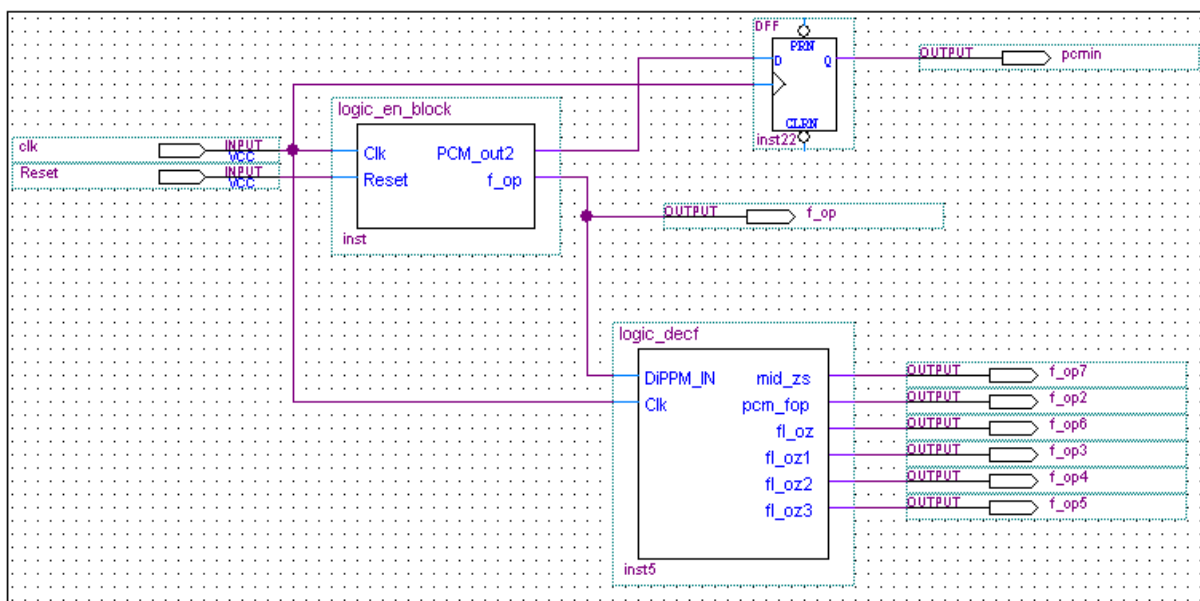 DFF
PRN
D Q
CLRN
inst22
OUTPUT pcmin
logic_en_block
Clk PCM_out2
Reset f_op
inst
clk INPUT
VCC
Reset INPUT
VCC
OUTPUT f_op
logic_decf
DiPPM_IN mid_zs
Clk pcm_fop
fl_oz
fl_oz1
fl_oz2
fl_oz3
inst5
OUTPUT f_op7
OUTPUT f_op2
OUTPUT f_op6
OUTPUT f_op3
OUTPUT f_op4
OUTPUT f_op5